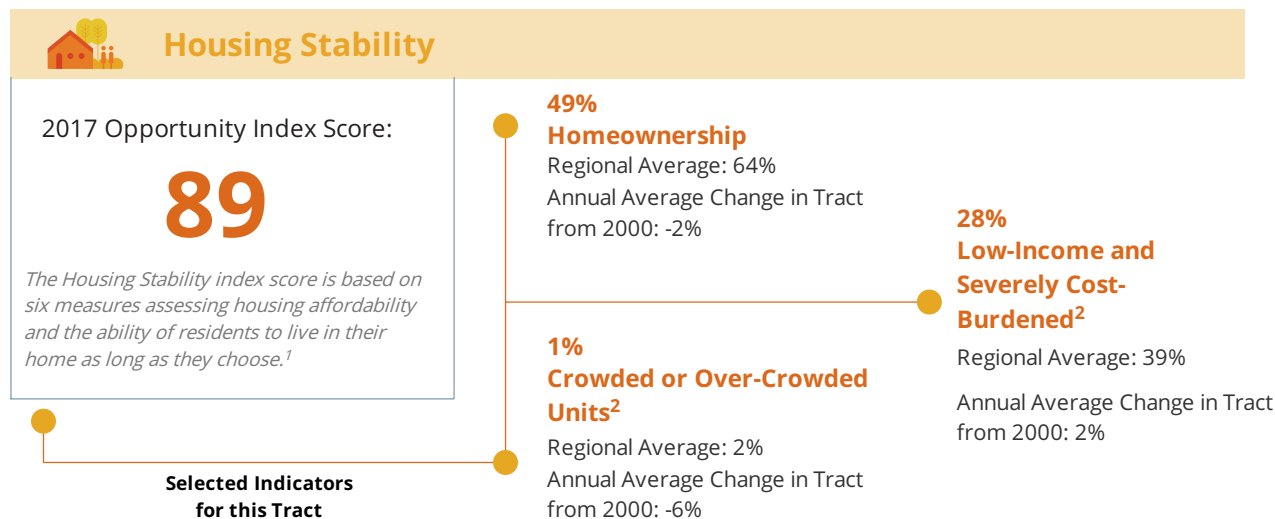 Housing Stability
2017 Opportunity Index Score:
89
The Housing Stability index score is based on
six measures assessing housing affordability
and the ability of residents to live in their
home as long as they choose.¹
Selected Indicators
for this Tract
49%
Homeownership
Regional Average: 64%
Annual Average Change in Tract
from 2000: -2%
1%
Crowded or Over-Crowded
Units²
Regional Average: 2%
Annual Average Change in Tract
from 2000: -6%
28%
Low-Income and
Severely Cost-
Burdened²
Regional Average: 39%
Annual Average Change in Tract
from 2000: 2%